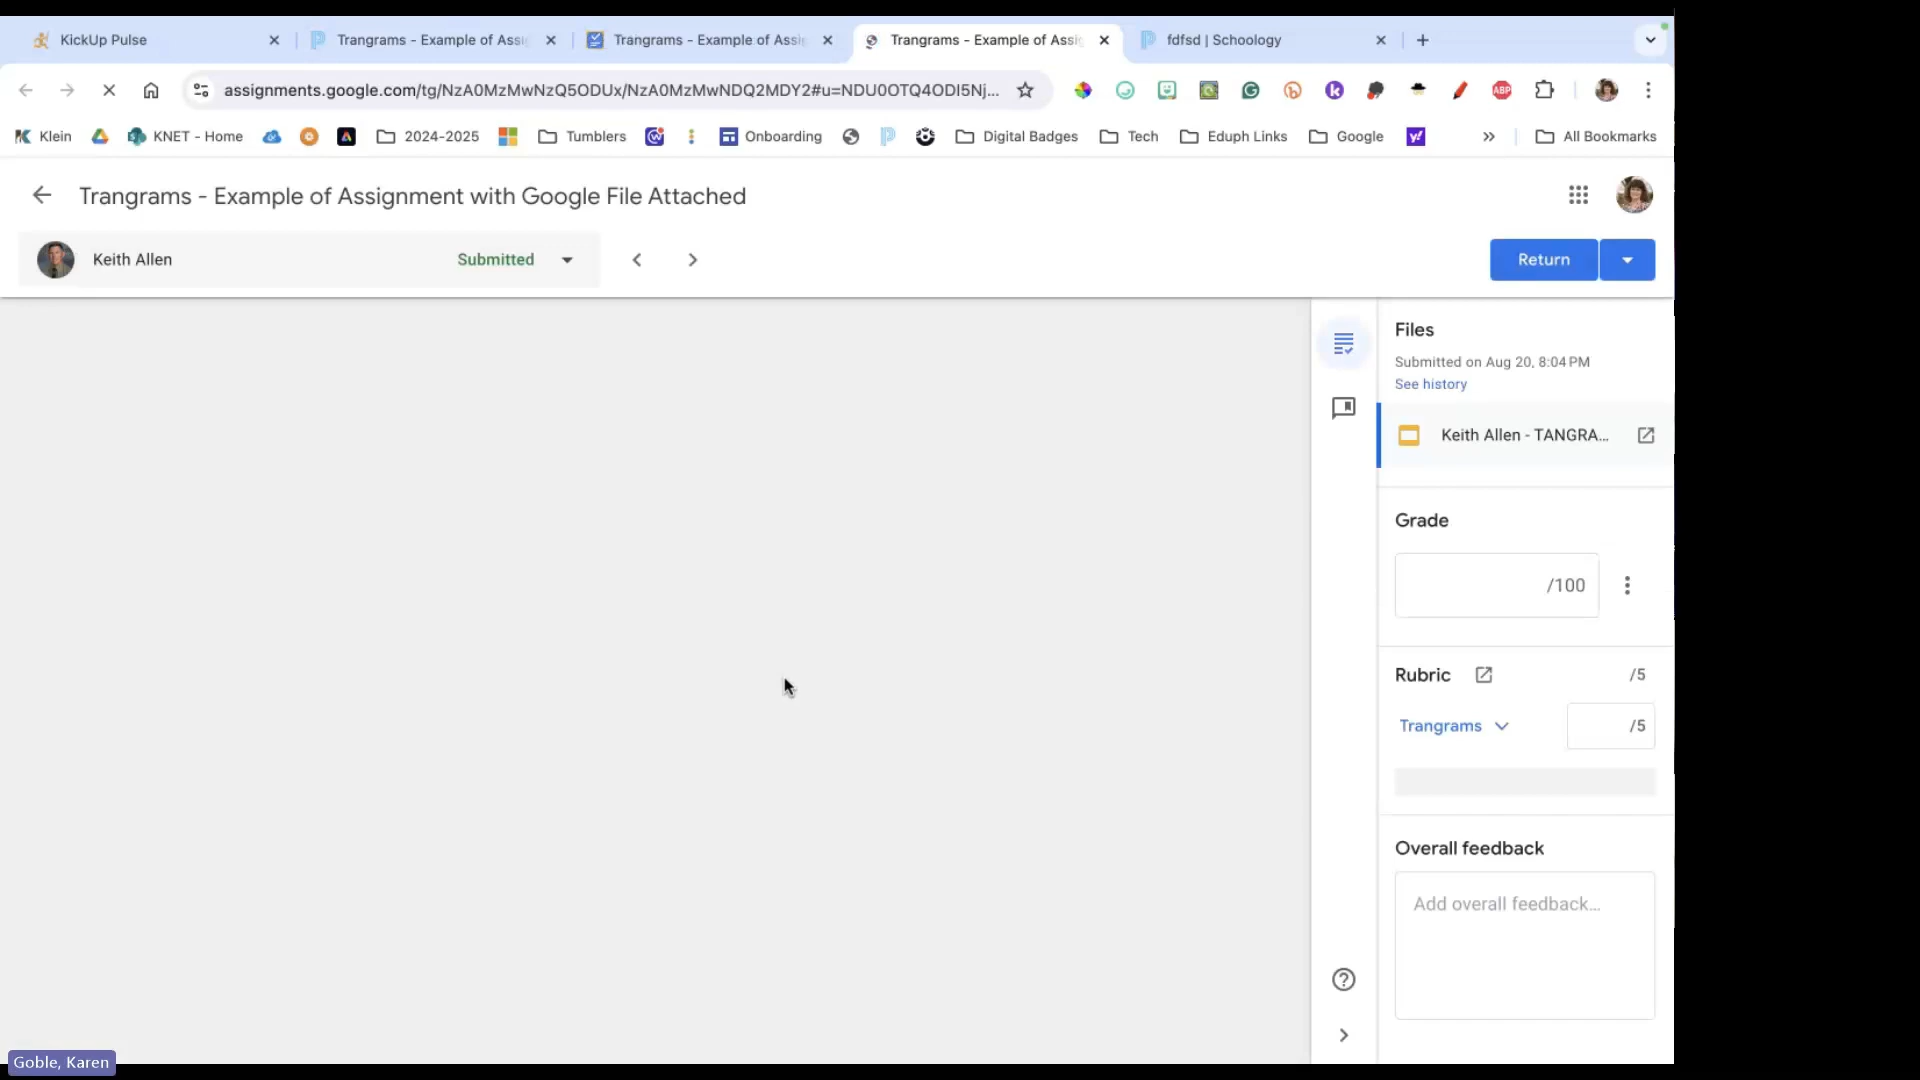 KickUp Pulse
Trangrams - Example of Assi
Trangrams - Example of Assi
Trangrams - Example of Assi
fdfsd | Schoology
assignments.google.com/tg/NzA0MzMwNzQ5ODUx/NzA0MzMwNDQ2MDY2#u=NDU0OTQ4ODI5Nj...
ABP
Klein
KNET - Home
2024-2025
Tumblers
Onboarding
Digital Badges
Tech
Eduph Links
Google
y!
All Bookmarks
Trangrams - Example of Assignment with Google File Attached
Keith Allen
Submitted
Return
Files
Submitted on Aug 20, 8:04 PM
See history
Keith Allen - TANGRA...
Grade
/100
Rubric
/5
Trangrams
/5
Overall feedback
Add overall feedback...
Goble, Karen